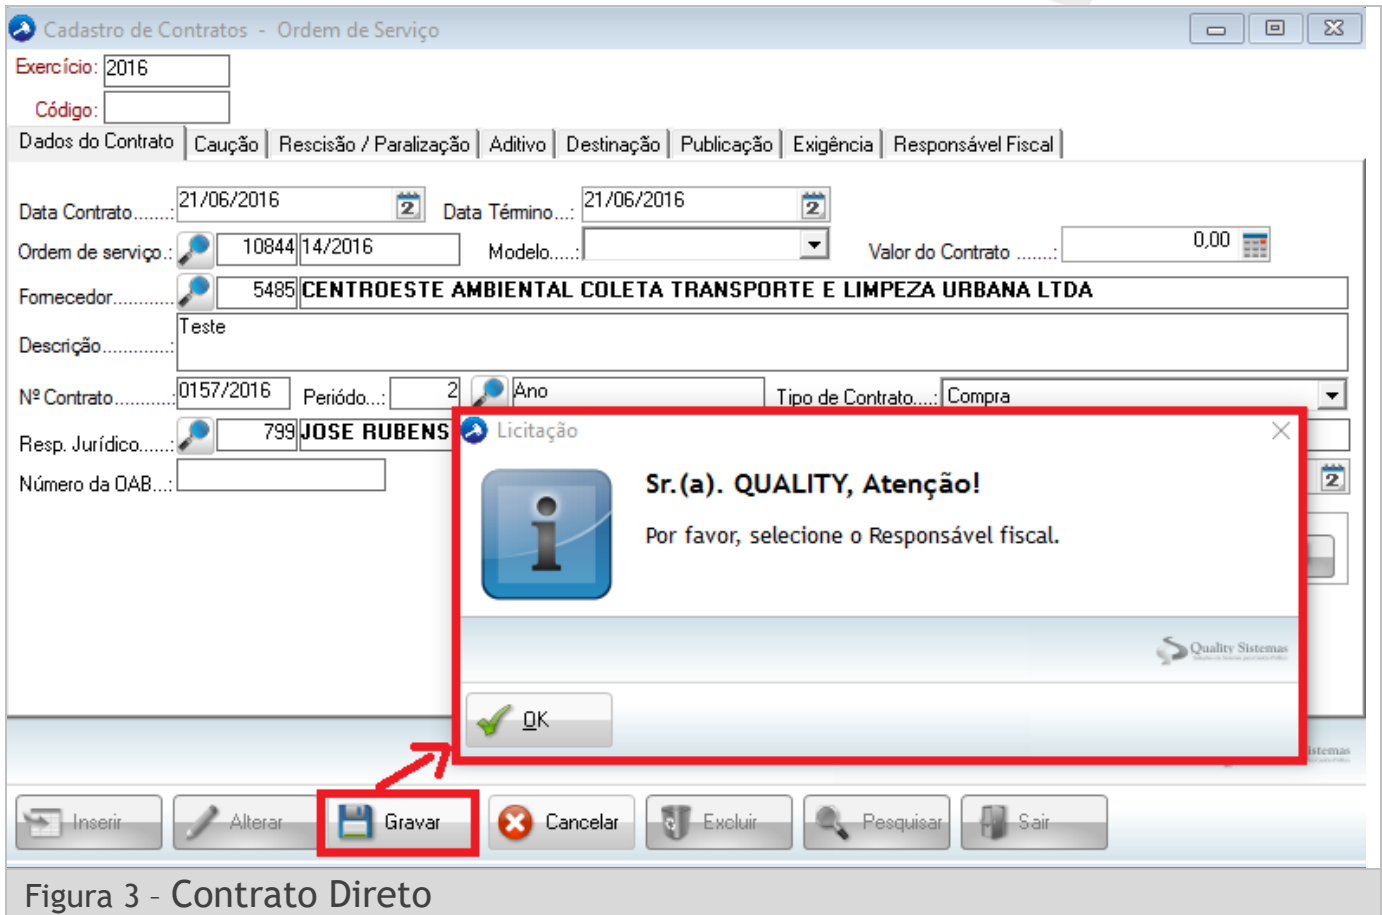 Cadastro de Contratos - Ordem de Serviço
Exercício: 2016
Código:
Dados do Contrato Caução Rescisão / Paralização Aditivo Destinação Publicação Exigência Responsável Fiscal
Data Contrato.......: 21/06/2016 2 Data Término...: 21/06/2016 2
Ordem de serviço.: 10844 14/2016 Modelo.....: Valor do Contrato .......: 0,00
Fornecedor............ 5485 CENTROESTE AMBIENTAL COLETA TRANSPORTE E LIMPEZA URBANA LTDA
Descrição.............: Teste
Nº Contrato...........: 0157/2016 Periódo...: 2 Ano Tipo de Contrato....: Compra
Resp. Jurídico......: 799 JOSE RUBENS
Número da OAB...: 2
Licitação
Sr.(a). QUALITY, Atenção!
Por favor, selecione o Responsável fiscal.
Quality Sistemas
OK
istemas
Inserir Alterar Gravar Cancelar Excluir Pesquisar Sair
Figura 3 – Contrato Direto